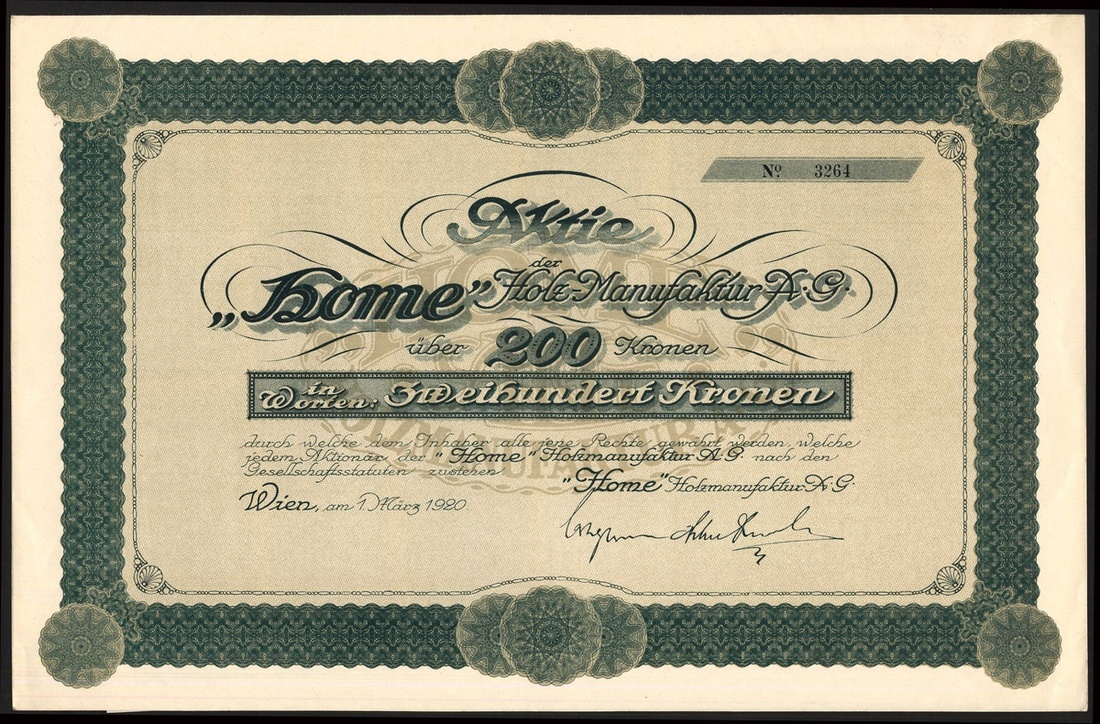 Nº 3264
Aktie
der
„Home" Holz-Manufaktur A.G.
über 200 Kronen
in Worten: Zweihundert Kronen
durch welche dem Inhaber alle jene Rechte gewährt werden, welche
jedem Aktionär der "Home" Holzmanufaktur A.G. nach den
Gesellschaftsstatuten zustehen.
"Home" Holzmanufaktur A.G.
Wien, am 1. März 1920.